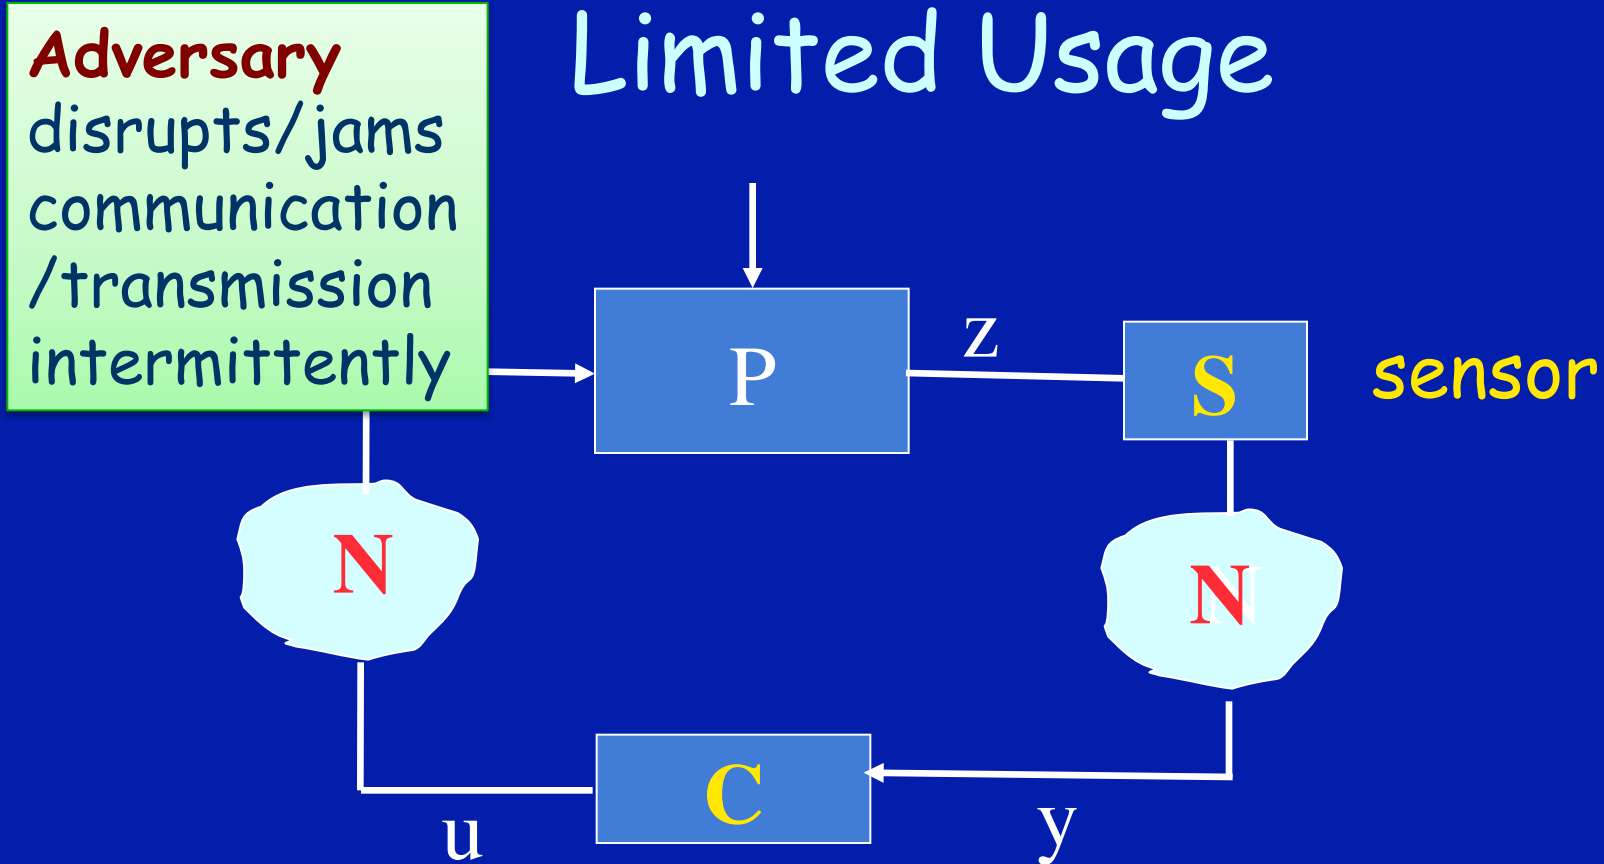 Limited Usage
Adversary
disrupts/jams
communication
/transmission
intermittently
P
z
S
sensor
N
N
N
C
u
y